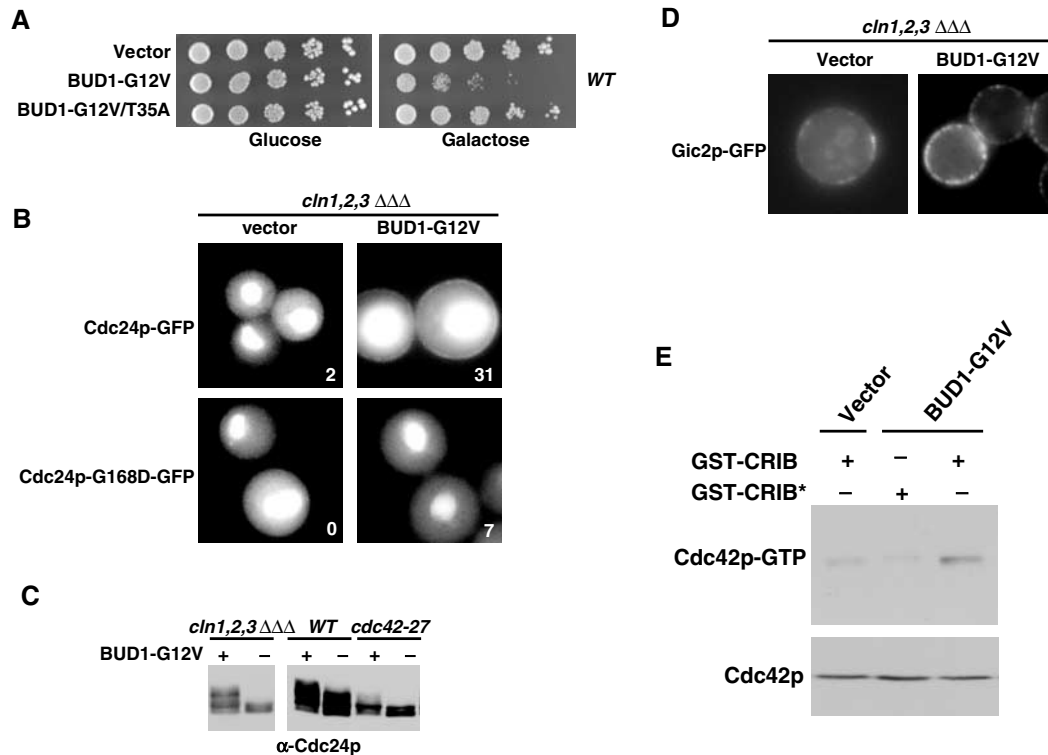 A
Vector
BUD1-G12V
BUD1-G12V/T35A
WT
Glucose
Galactose
B
cln1,2,3 ΔΔΔ
vector
BUD1-G12V
Cdc24p-GFP
2
31
Cdc24p-G168D-GFP
0
7
C
cln1,2,3 ΔΔΔ
WT
cdc42-27
BUD1-G12V
+
–
+
–
+
–
α-Cdc24p
D
cln1,2,3 ΔΔΔ
Vector
BUD1-G12V
Gic2p-GFP
E
Vector
BUD1-G12V
GST-CRIB
+
–
+
GST-CRIB*
–
+
–
Cdc42p-GTP
Cdc42p